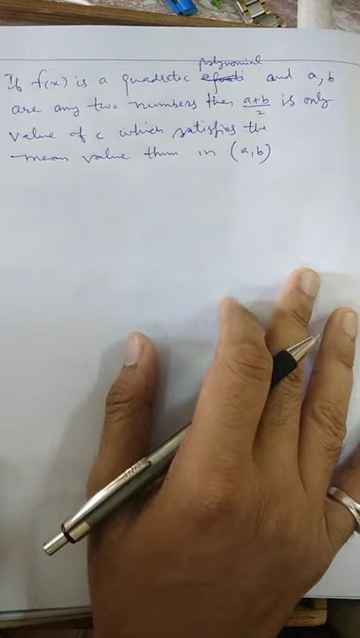 If f(x) is a quadratic polynomial and a, b
are any two numbers then a+b/2 is only
value of c which satisfies the
mean value thm in (a,b)